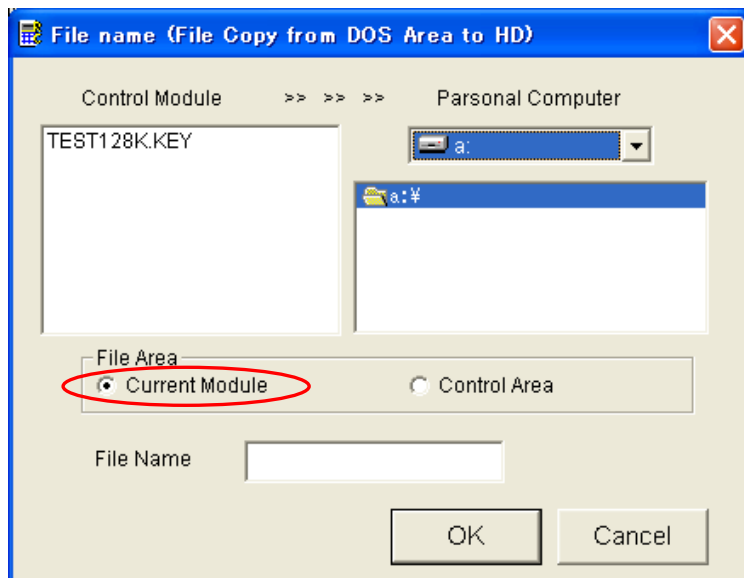 File name (File Copy from DOS Area to HD)
Control Module >> >> >> Parsonal Computer
TEST128K.KEY
a:
a:¥
File Area
Current Module
Control Area
File Name
OK
Cancel